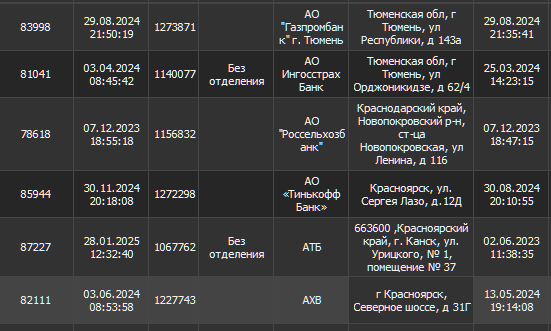 83998 29.08.2024 21:50:19 1273871 АО "Газпромбанк" г. Тюмень Тюменская обл, г Тюмень, ул Республики, д 143а 29.08.2024 21:35:41
81041 03.04.2024 08:45:42 1140077 Без отделения АО Ингосстрах Банк Тюменская обл, г Тюмень, ул Орджоникидзе, д 62/4 25.03.2024 14:23:15
78618 07.12.2023 18:55:18 1156832 АО "Россельхозбанк" Краснодарский край, Новопокровский р-н, ст-ца Новопокровская, ул Ленина, д 116 07.12.2023 18:47:15
85944 30.11.2024 20:18:08 1272298 АО «Тинькофф Банк» Красноярск, ул. Сергея Лазо, д.12Д 30.08.2024 20:10:55
87227 28.01.2025 12:32:40 1067762 Без отделения АТБ 663600 ,Красноярский край, г. Канск, ул. Урицкого, № 1, помещение № 37 02.06.2023 11:38:35
82111 03.06.2024 08:53:58 1227743 АХВ г Красноярск, Северное шоссе, д 31Г 13.05.2024 19:14:08